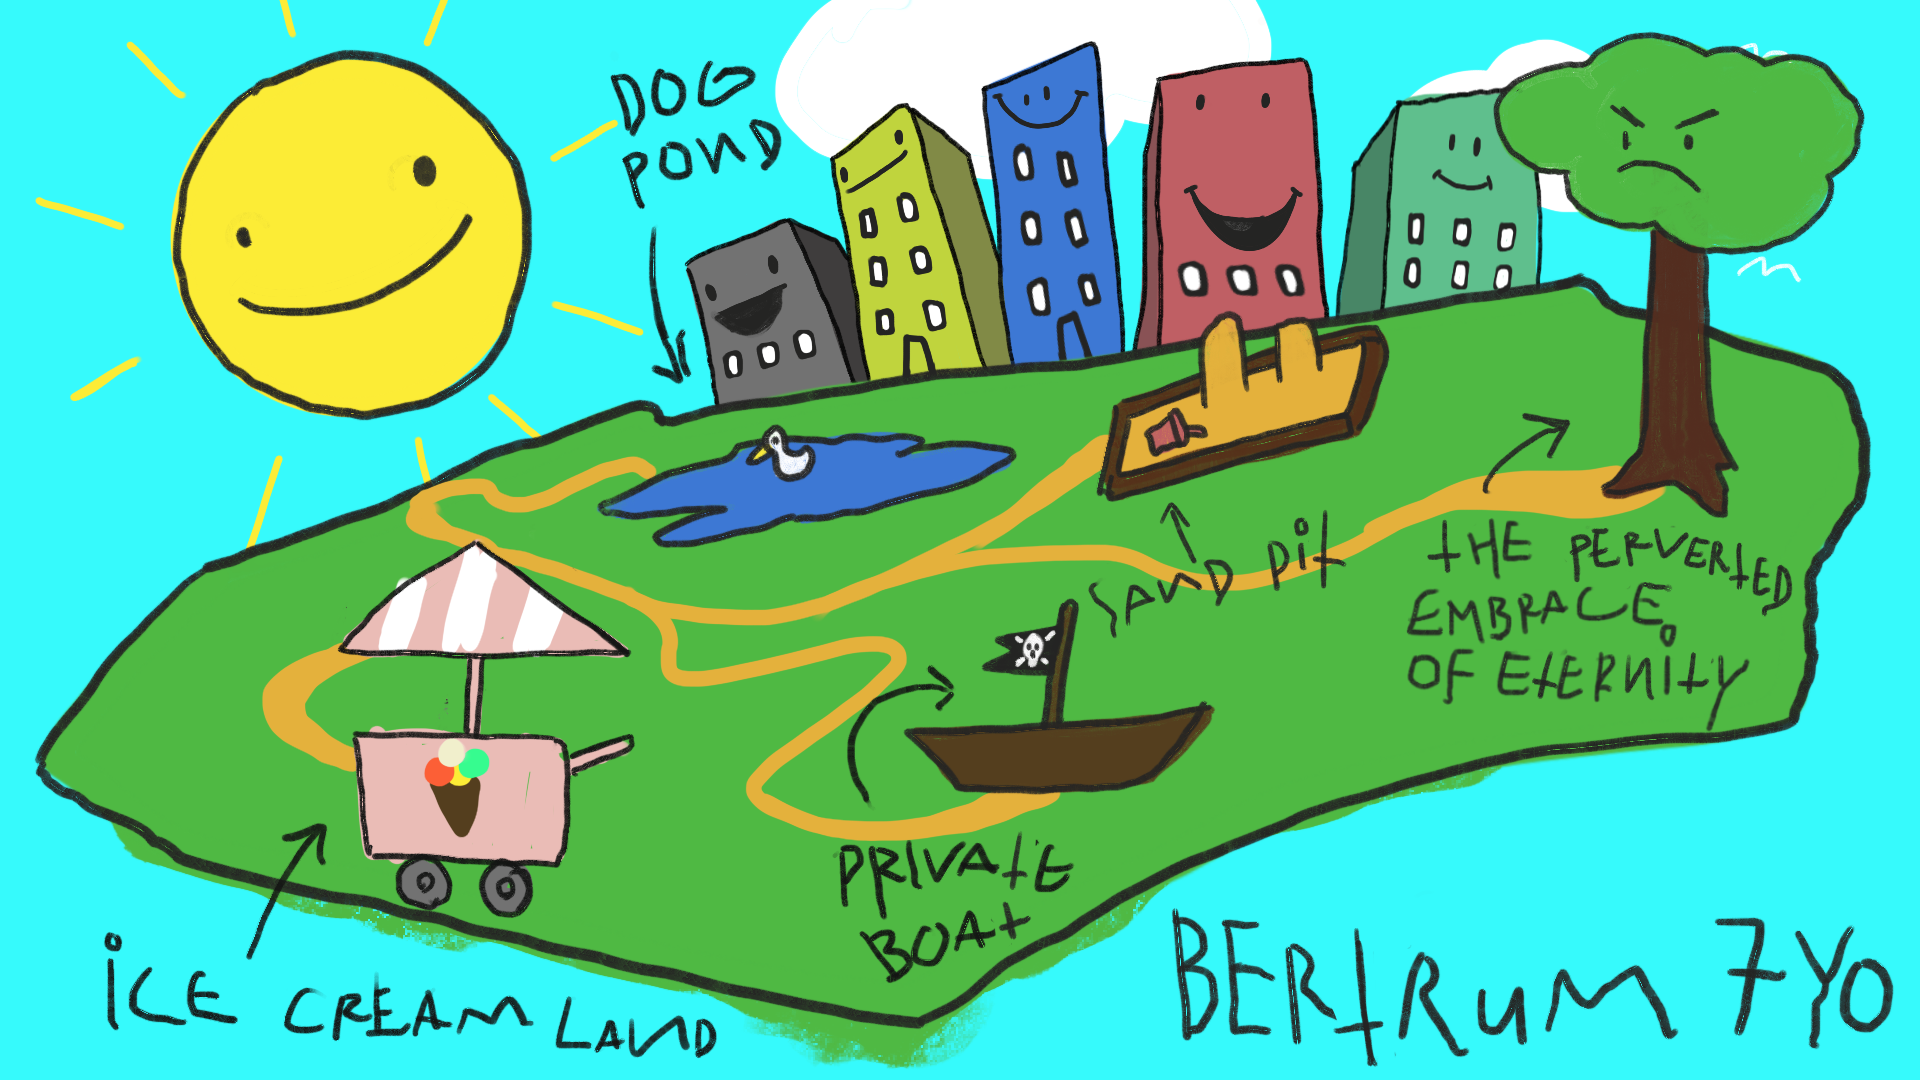 DOG
POND
SAND Pit
tHE PERVERtED
EMBRACE
OF EtERNitY
PRIVAtE
BOAt
iCE CREAM LAND
BERtRuM 7YO